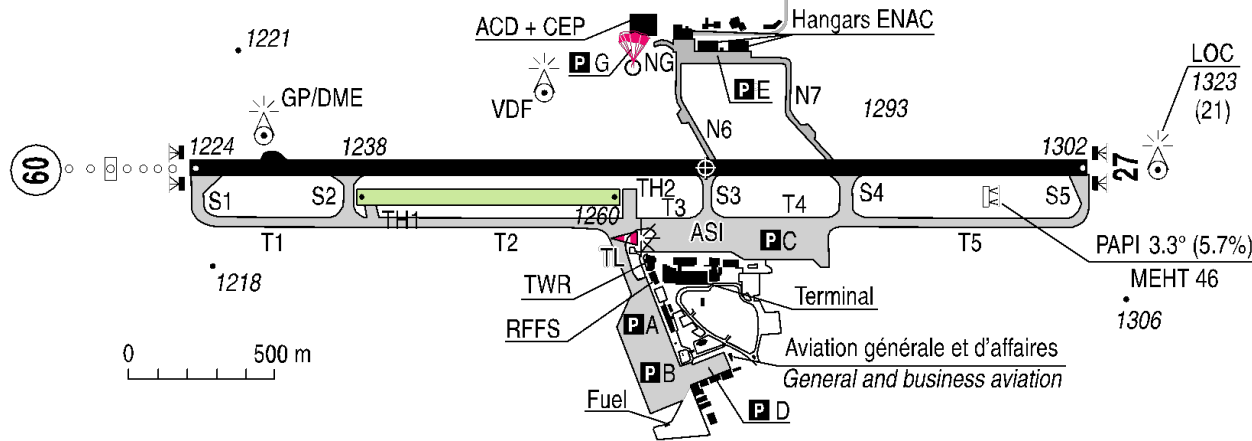 ACD + CEP
Hangars ENAC
1221
P G
NG
LOC
1323
(21)
GP/DME
VDF
P E
N7
1293
N6
1224
1238
1302
09
27
S1
S2
TH2
S3
S4
S5
T3
T4
TH1
1260
T1
T2
ASI
P C
T5
TL
PAPI 3.3° (5.7%)
MEHT 46
1218
TWR
Terminal
1306
RFFS
P A
0 500 m
Aviation générale et d'affaires
General and business aviation
P B
Fuel
P D